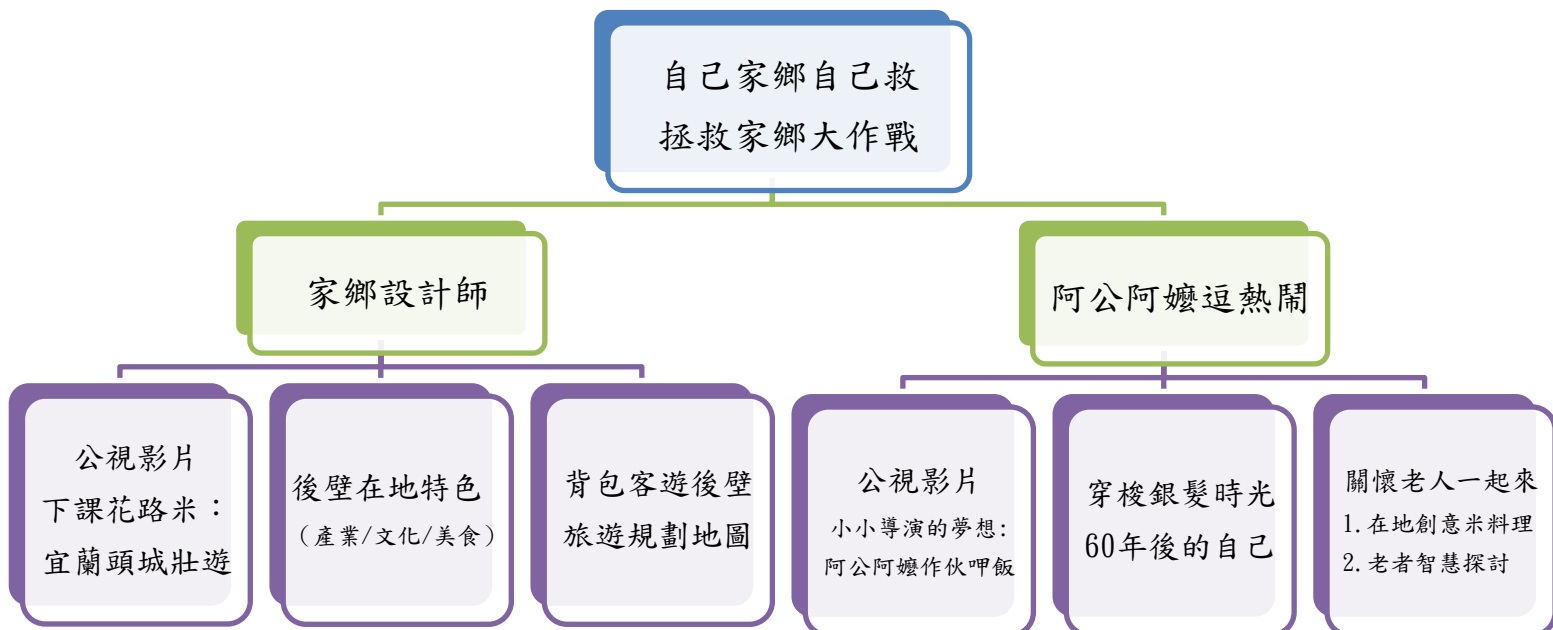 自己家鄉自己救
拯救家鄉大作戰
家鄉設計師
阿公阿嬤逗熱鬧
公視影片
下課花路米：
宜蘭頭城壯遊
後壁在地特色
（產業/文化/美食）
背包客遊後壁
旅遊規劃地圖
公視影片
小小導演的夢想:
阿公阿嬤作伙呷飯
穿梭銀髮時光
60年後的自己
關懷老人一起來
1.在地創意米料理
2.老者智慧探討